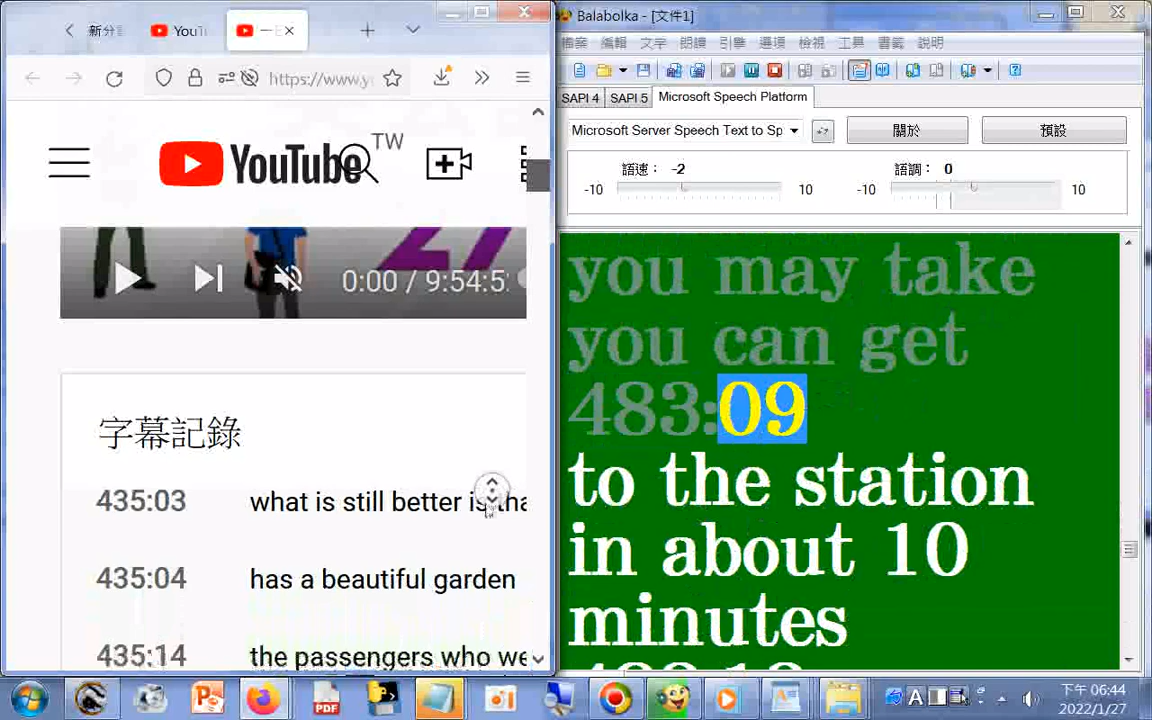 新分
YouT
https://www.y
YouTube
TW
0:00 / 9:54:5
字幕記錄
435:03 what is still better is tha
435:04 has a beautiful garden
435:14 the passengers who we
Balabolka - [文件1]
檔案 編輯 文字 朗讀 引擎 選項 檢視 工具 書籤 說明
SAPI 4 SAPI 5 Microsoft Speech Platform
Microsoft Server Speech Text to Sp
關於
預設
語速： -2
語調： 0
-10 10
-10 10
you may take
you can get
483:09
to the station
in about 10
minutes
PDF
A
下午 06:44
2022/1/27